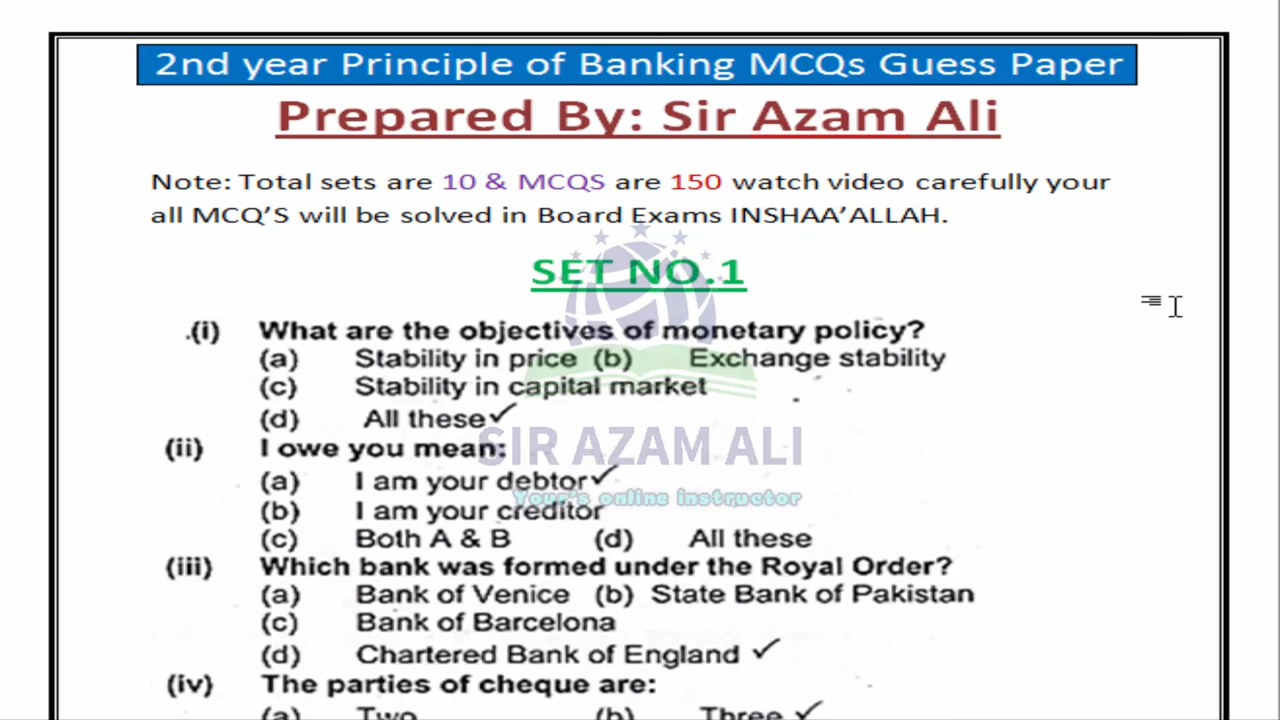 2nd year Principle of Banking MCQs Guess Paper
Prepared By: Sir Azam Ali
Note: Total sets are 10 & MCQS are 150 watch video carefully your
all MCQ'S will be solved in Board Exams INSHAA'ALLAH.
SET NO.1
.(i) What are the objectives of monetary policy?
(a) Stability in price (b) Exchange stability
(c) Stability in capital market
(d) All these✓
(ii) I owe you mean:
SIR AZAM ALI
(a) I am your debtor✓
Your's online instructor
(b) I am your creditor
(c) Both A & B (d) All these
(iii) Which bank was formed under the Royal Order?
(a) Bank of Venice (b) State Bank of Pakistan
(c) Bank of Barcelona
(d) Chartered Bank of England ✓
(iv) The parties of cheque are:
(a) Two (b) Three ✓